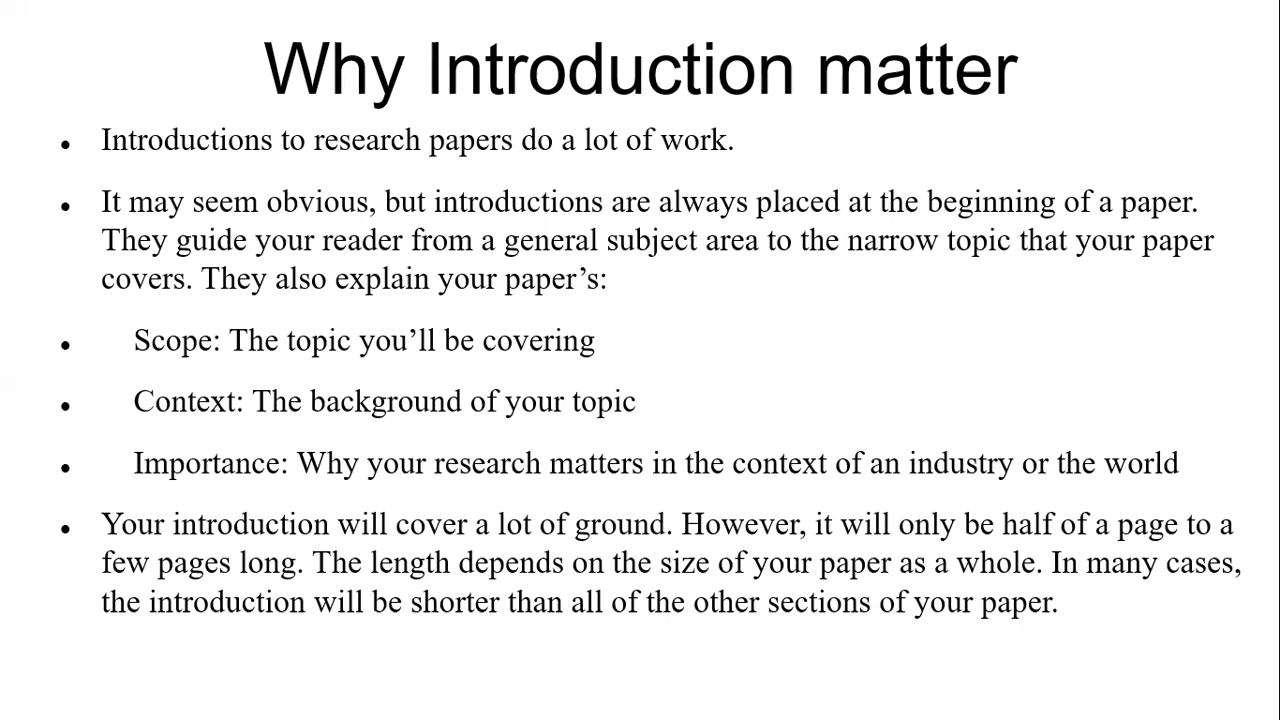 Why Introduction matter
• Introductions to research papers do a lot of work.
• It may seem obvious, but introductions are always placed at the beginning of a paper.
They guide your reader from a general subject area to the narrow topic that your paper
covers. They also explain your paper’s:
• Scope: The topic you’ll be covering
• Context: The background of your topic
• Importance: Why your research matters in the context of an industry or the world
• Your introduction will cover a lot of ground. However, it will only be half of a page to a
few pages long. The length depends on the size of your paper as a whole. In many cases,
the introduction will be shorter than all of the other sections of your paper.